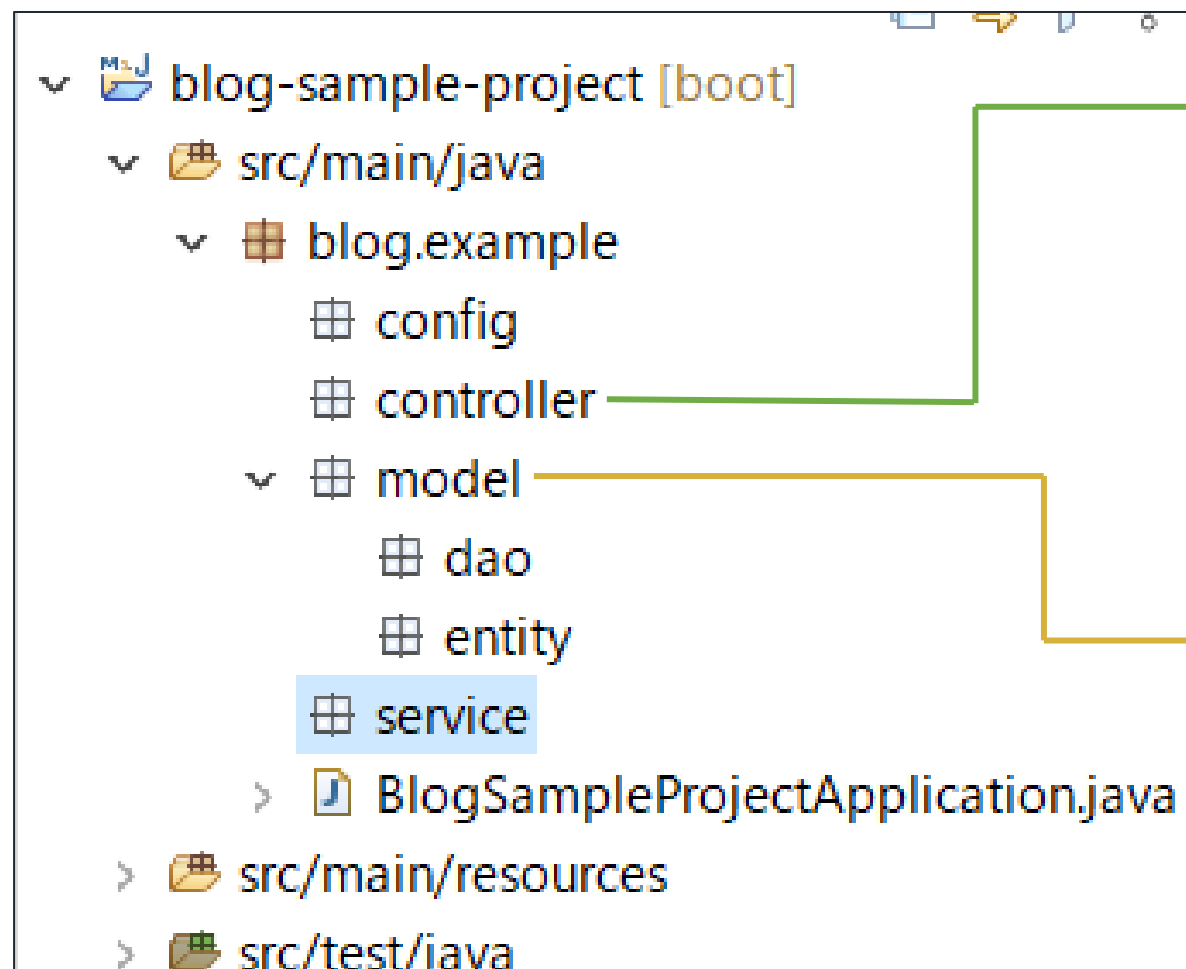 blog-sample-project [boot]
src/main/java
blog.example
config
controller
model
dao
entity
service
BlogSampleProjectApplication.java
src/main/resources
src/test/java